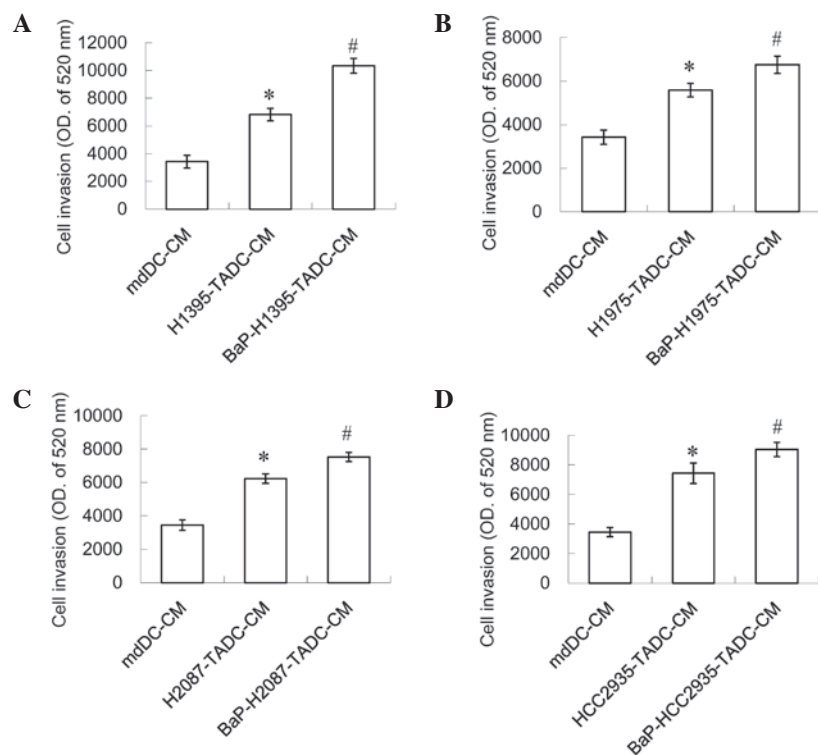 A
Cell invasion (OD. of 520 nm)
12000
10000
8000
6000
4000
2000
0
*
#
mdDC-CM
H1395-TADC-CM
BaP-H1395-TADC-CM
B
Cell invasion (OD. of 520 nm)
8000
6000
4000
2000
0
*
#
mdDC-CM
H1975-TADC-CM
BaP-H1975-TADC-CM
C
Cell invasion (OD. of 520 nm)
10000
8000
6000
4000
2000
0
*
#
mdDC-CM
H2087-TADC-CM
BaP-H2087-TADC-CM
D
Cell invasion (OD. of 520 nm)
10000
8000
6000
4000
2000
0
*
#
mdDC-CM
HCC2935-TADC-CM
BaP-HCC2935-TADC-CM